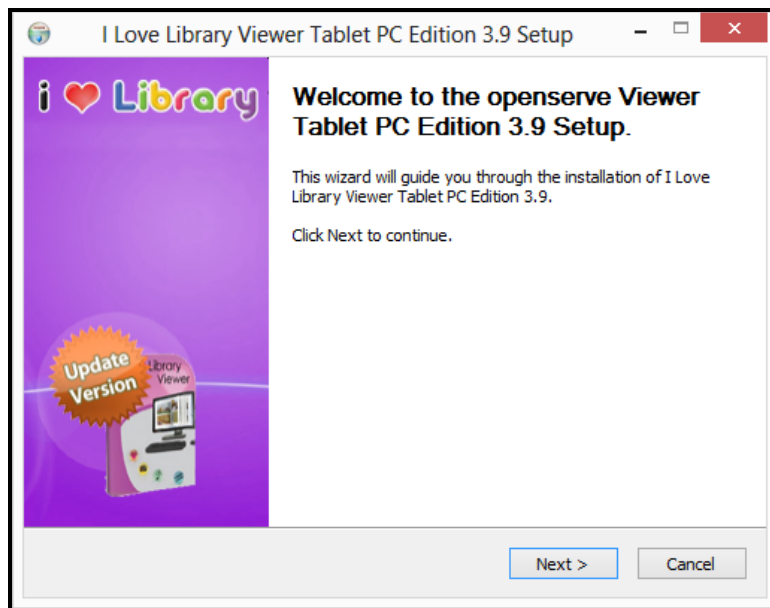 I Love Library Viewer Tablet PC Edition 3.9 Setup
i ❤ Library
Welcome to the openserve Viewer
Tablet PC Edition 3.9 Setup.
This wizard will guide you through the installation of I Love
Library Viewer Tablet PC Edition 3.9.
Click Next to continue.
Update
Version
Library
Viewer
Next >
Cancel